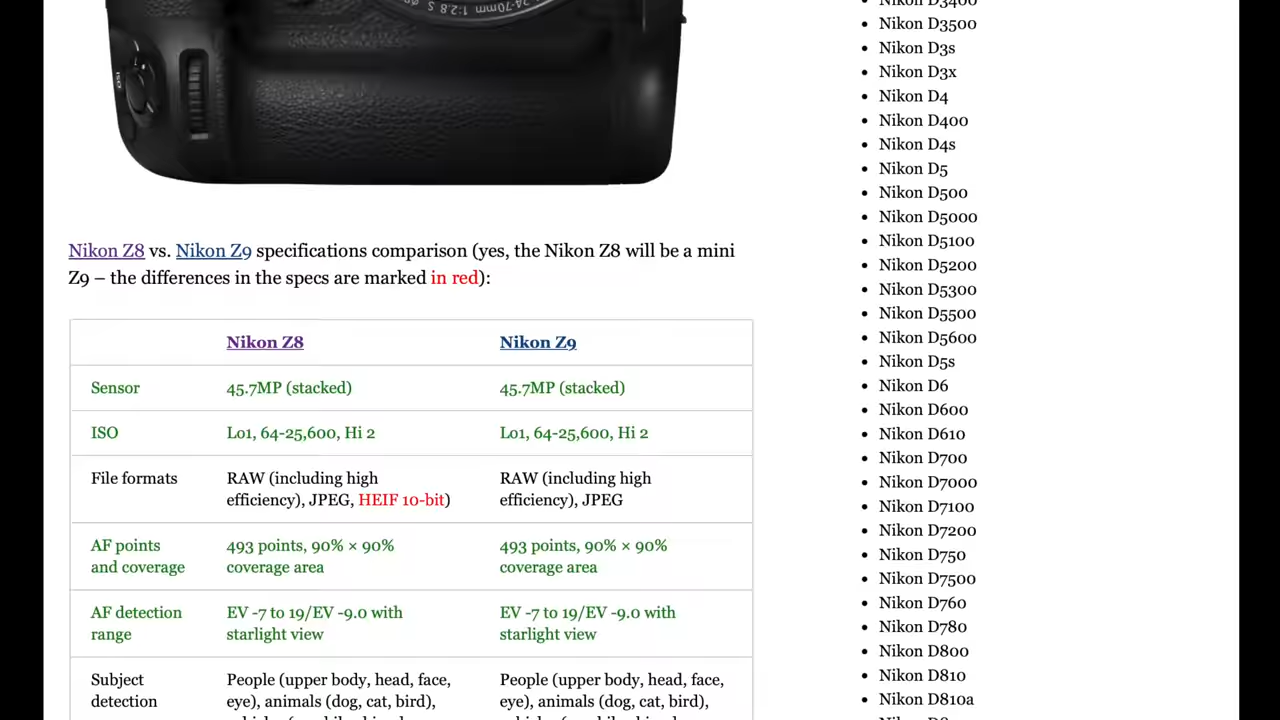 24-70mm 1:2.8 S
ISO
Nikon Z8 vs. Nikon Z9 specifications comparison (yes, the Nikon Z8 will be a mini
Z9 – the differences in the specs are marked in red):
Nikon Z8 Nikon Z9
Sensor 45.7MP (stacked) 45.7MP (stacked)
ISO Lo1, 64-25,600, Hi 2 Lo1, 64-25,600, Hi 2
File formats RAW (including high RAW (including high
efficiency), JPEG, HEIF 10-bit) efficiency), JPEG
AF points 493 points, 90% × 90% 493 points, 90% × 90%
and coverage coverage area coverage area
AF detection EV -7 to 19/EV -9.0 with EV -7 to 19/EV -9.0 with
range starlight view starlight view
Subject People (upper body, head, face, People (upper body, head, face,
detection eye), animals (dog, cat, bird), eye), animals (dog, cat, bird),
Nikon D3400
Nikon D3500
Nikon D3s
Nikon D3x
Nikon D4
Nikon D400
Nikon D4s
Nikon D5
Nikon D500
Nikon D5000
Nikon D5100
Nikon D5200
Nikon D5300
Nikon D5500
Nikon D5600
Nikon D5s
Nikon D6
Nikon D600
Nikon D610
Nikon D700
Nikon D7000
Nikon D7100
Nikon D7200
Nikon D750
Nikon D7500
Nikon D760
Nikon D780
Nikon D800
Nikon D810
Nikon D810a